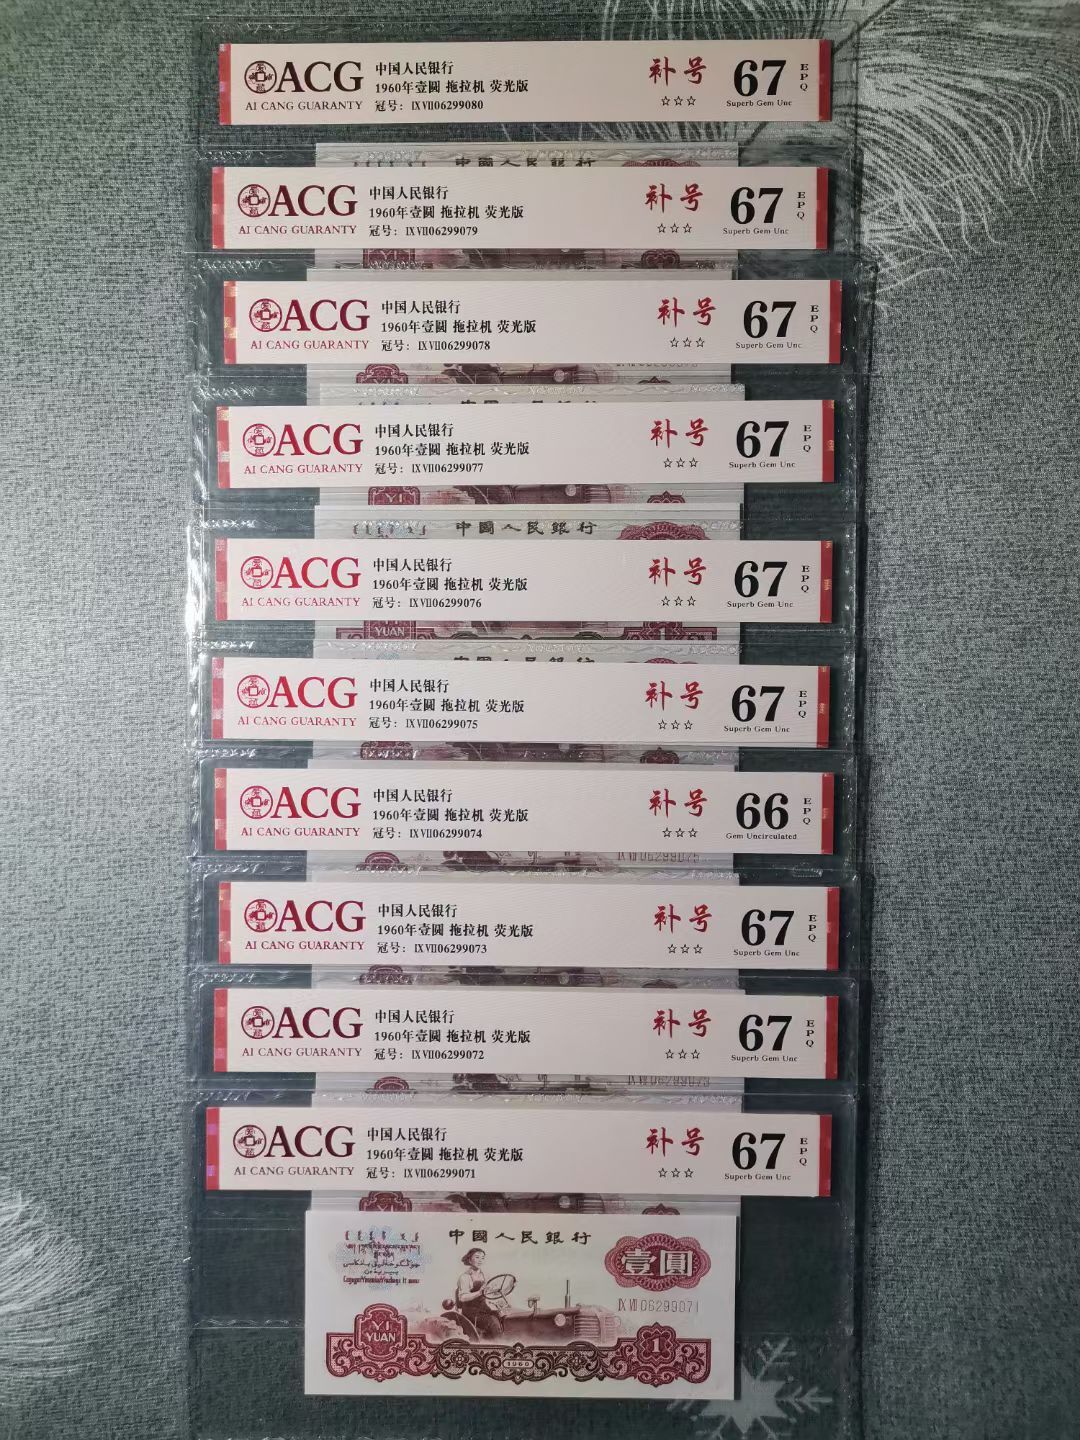 ACG
AI CANG GUARANTY
中国人民银行
1960年壹圆 拖拉机 荧光版
冠号：IX VII06299080
补号
☆☆☆
67
EPQ
Superb Gem Unc
ACG
AI CANG GUARANTY
中国人民银行
1960年壹圆 拖拉机 荧光版
冠号：IX VII06299079
补号
☆☆☆
67
EPQ
Superb Gem Unc
ACG
AI CANG GUARANTY
中国人民银行
1960年壹圆 拖拉机 荧光版
冠号：IX VII06299078
补号
☆☆☆
67
EPQ
Superb Gem Unc
ACG
AI CANG GUARANTY
中国人民银行
1960年壹圆 拖拉机 荧光版
冠号：IX VII06299077
补号
☆☆☆
67
EPQ
Superb Gem Unc
YI
中國人民銀行
ACG
AI CANG GUARANTY
中国人民银行
1960年壹圆 拖拉机 荧光版
冠号：IX VII06299076
补号
☆☆☆
67
EPQ
Superb Gem Unc
YUAN
1
ACG
AI CANG GUARANTY
中国人民银行
1960年壹圆 拖拉机 荧光版
冠号：IX VII06299075
补号
☆☆☆
67
EPQ
Superb Gem Unc
ACG
AI CANG GUARANTY
中国人民银行
1960年壹圆 拖拉机 荧光版
冠号：IX VII06299074
补号
☆☆☆
66
EPQ
Gem Uncirculated
IX VII 06299075
ACG
AI CANG GUARANTY
中国人民银行
1960年壹圆 拖拉机 荧光版
冠号：IX VII06299073
补号
☆☆☆
67
EPQ
Superb Gem Unc
ACG
AI CANG GUARANTY
中国人民银行
1960年壹圆 拖拉机 荧光版
冠号：IX VII06299072
补号
☆☆☆
67
EPQ
Superb Gem Unc
IX VII 06299073
ACG
AI CANG GUARANTY
中国人民银行
1960年壹圆 拖拉机 荧光版
冠号：IX VII06299071
补号
☆☆☆
67
EPQ
Superb Gem Unc
中國人民銀行
壹圓
IX VII 06299071
YI
YUAN
1960
1